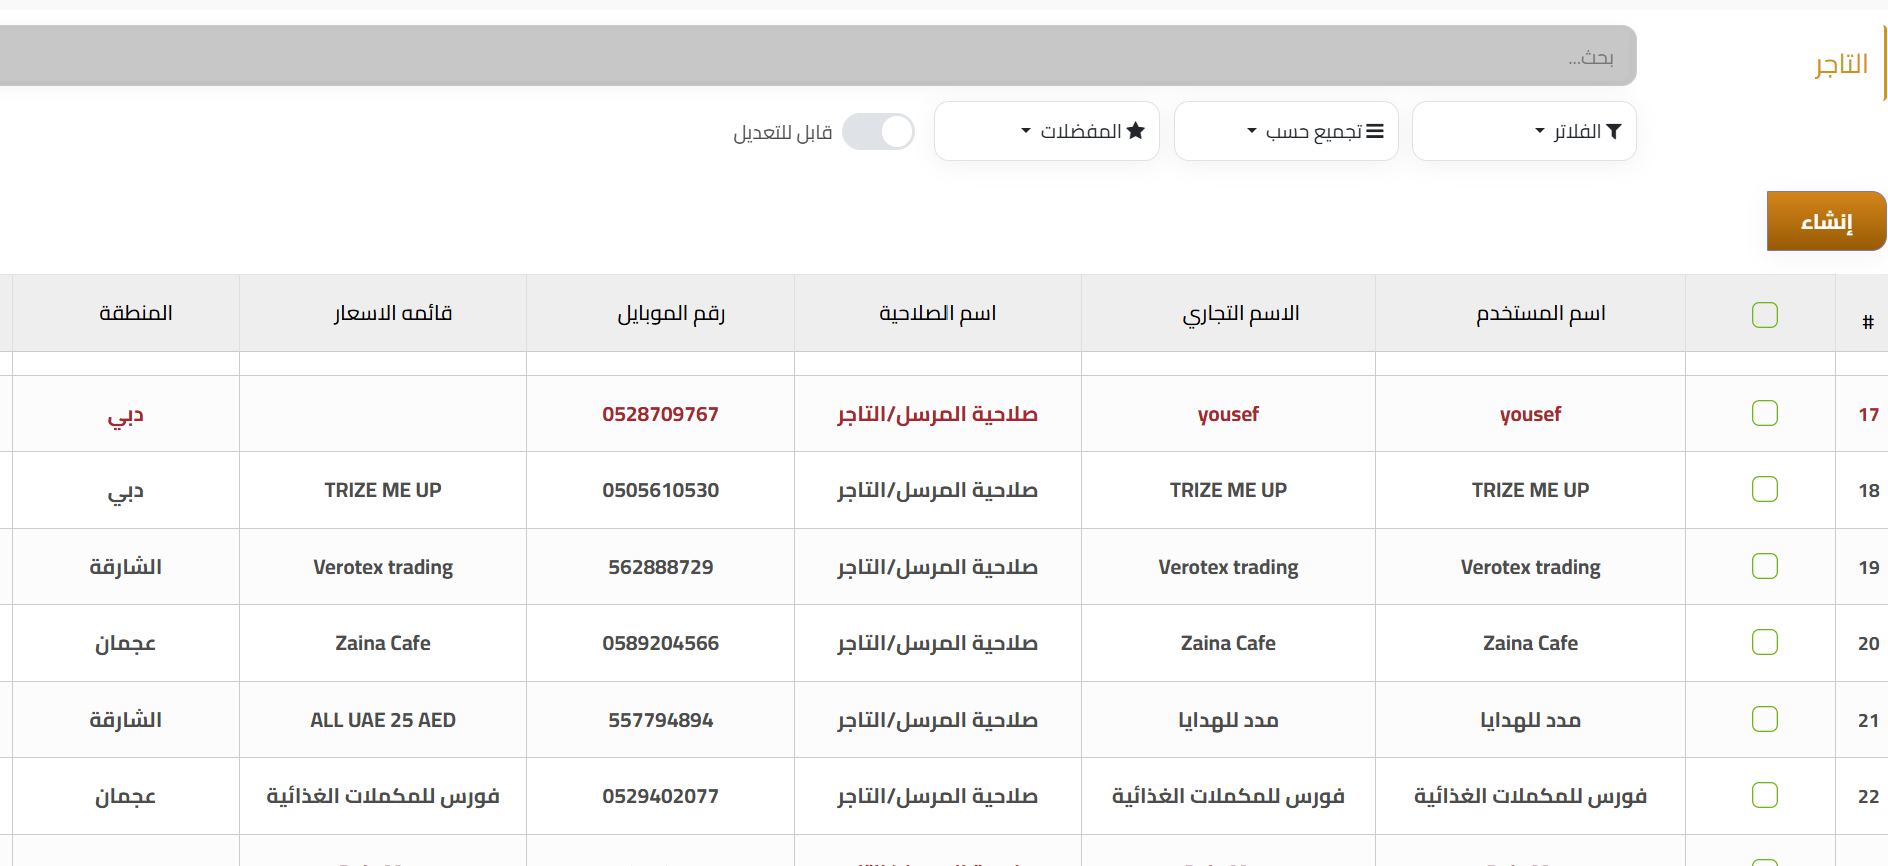 التاجر
بحث...
الفلاتر
تجميع حسب
المفضلات
قابل للتعديل
إنشاء
# اسم المستخدم الاسم التجاري اسم الصلاحية رقم الموبايل قائمه الاسعار المنطقة
17 yousef yousef صلاحية المرسل/التاجر 0528709767 دبي
18 TRIZE ME UP TRIZE ME UP صلاحية المرسل/التاجر 0505610530 TRIZE ME UP دبي
19 Verotex trading Verotex trading صلاحية المرسل/التاجر 562888729 Verotex trading الشارقة
20 Zaina Cafe Zaina Cafe صلاحية المرسل/التاجر 0589204566 Zaina Cafe عجمان
21 مدد للهدايا مدد للهدايا صلاحية المرسل/التاجر 557794894 ALL UAE 25 AED الشارقة
22 فورس للمكملات الغذائية فورس للمكملات الغذائية صلاحية المرسل/التاجر 0529402077 فورس للمكملات الغذائية عجمان